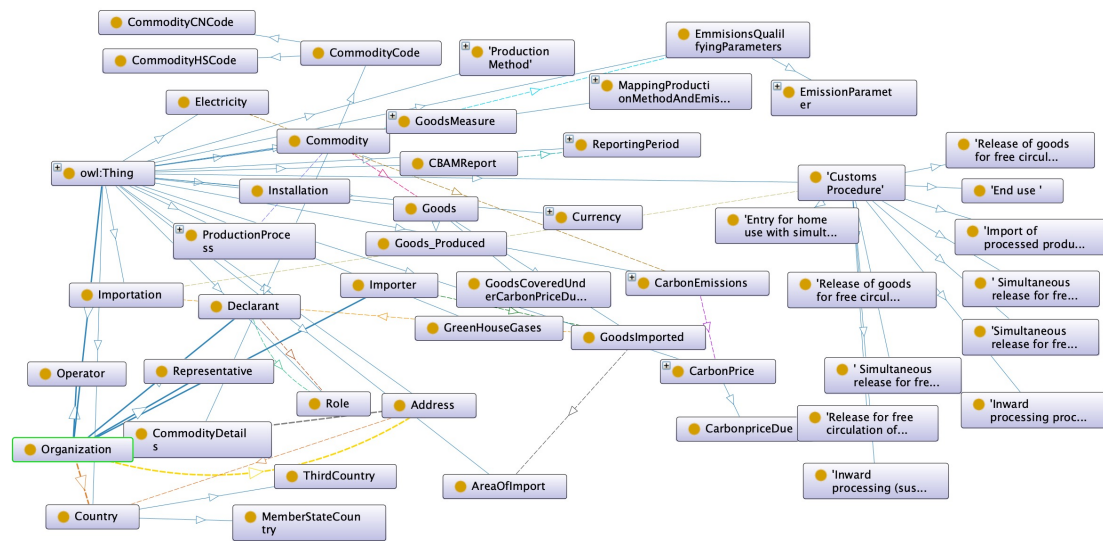 CommodityCNCode
CommodityHSCode
CommodityCode
'Production
Method'
EmmisionsQualil
fyingParameters
MappingProducti
onMethodAndEmis...
EmissionParamet
er
Electricity
GoodsMeasure
Commodity
ReportingPeriod
CBAMReport
owl:Thing
Installation
Goods
Currency
'Customs
Procedure'
'Release of goods
for free circul...
'End use '
'Entry for home
use with simult...
'Import of
processed produ...
ProductionProce
ss
Goods_Produced
Importation
Importer
GoodsCoveredUnd
erCarbonPriceDu...
CarbonEmissions
'Release of goods
for free circul...
' Simultaneous
release for fre...
Declarant
GreenHouseGases
GoodsImported
'Simultaneous
release for fre...
Operator
Representative
CarbonPrice
' Simultaneous
release for fre...
Role
Address
'Inward
processing proc...
Organization
CommodityDetail
s
CarbonpriceDue
'Release for free
circulation of...
ThirdCountry
AreaOfImport
'Inward
processing (sus...
Country
MemberStateCoun
try